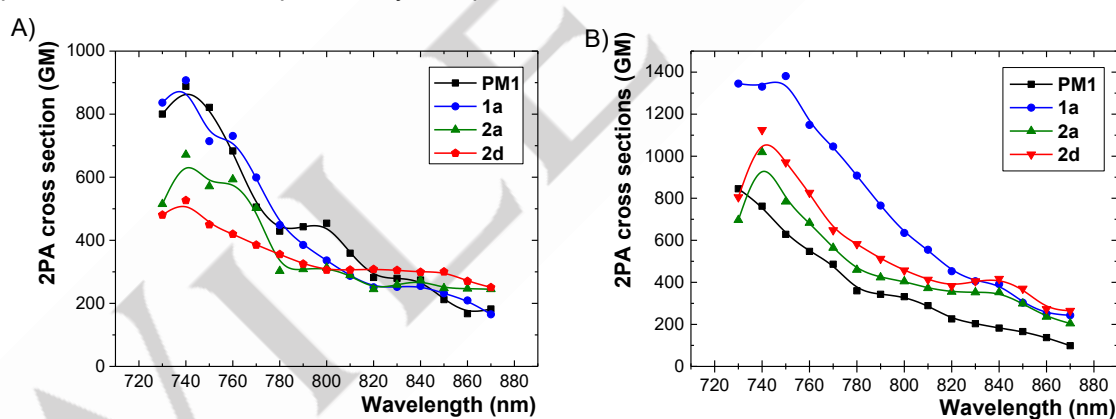 A)
2PA cross section (GM)
1000
800
600
400
200
0
PM1
1a
2a
2d
720 740 760 780 800 820 840 860 880
Wavelength (nm)
B)
2PA cross sections (GM)
1400
1200
1000
800
600
400
200
0
PM1
1a
2a
2d
720 740 760 780 800 820 840 860 880
Wavelength (nm)